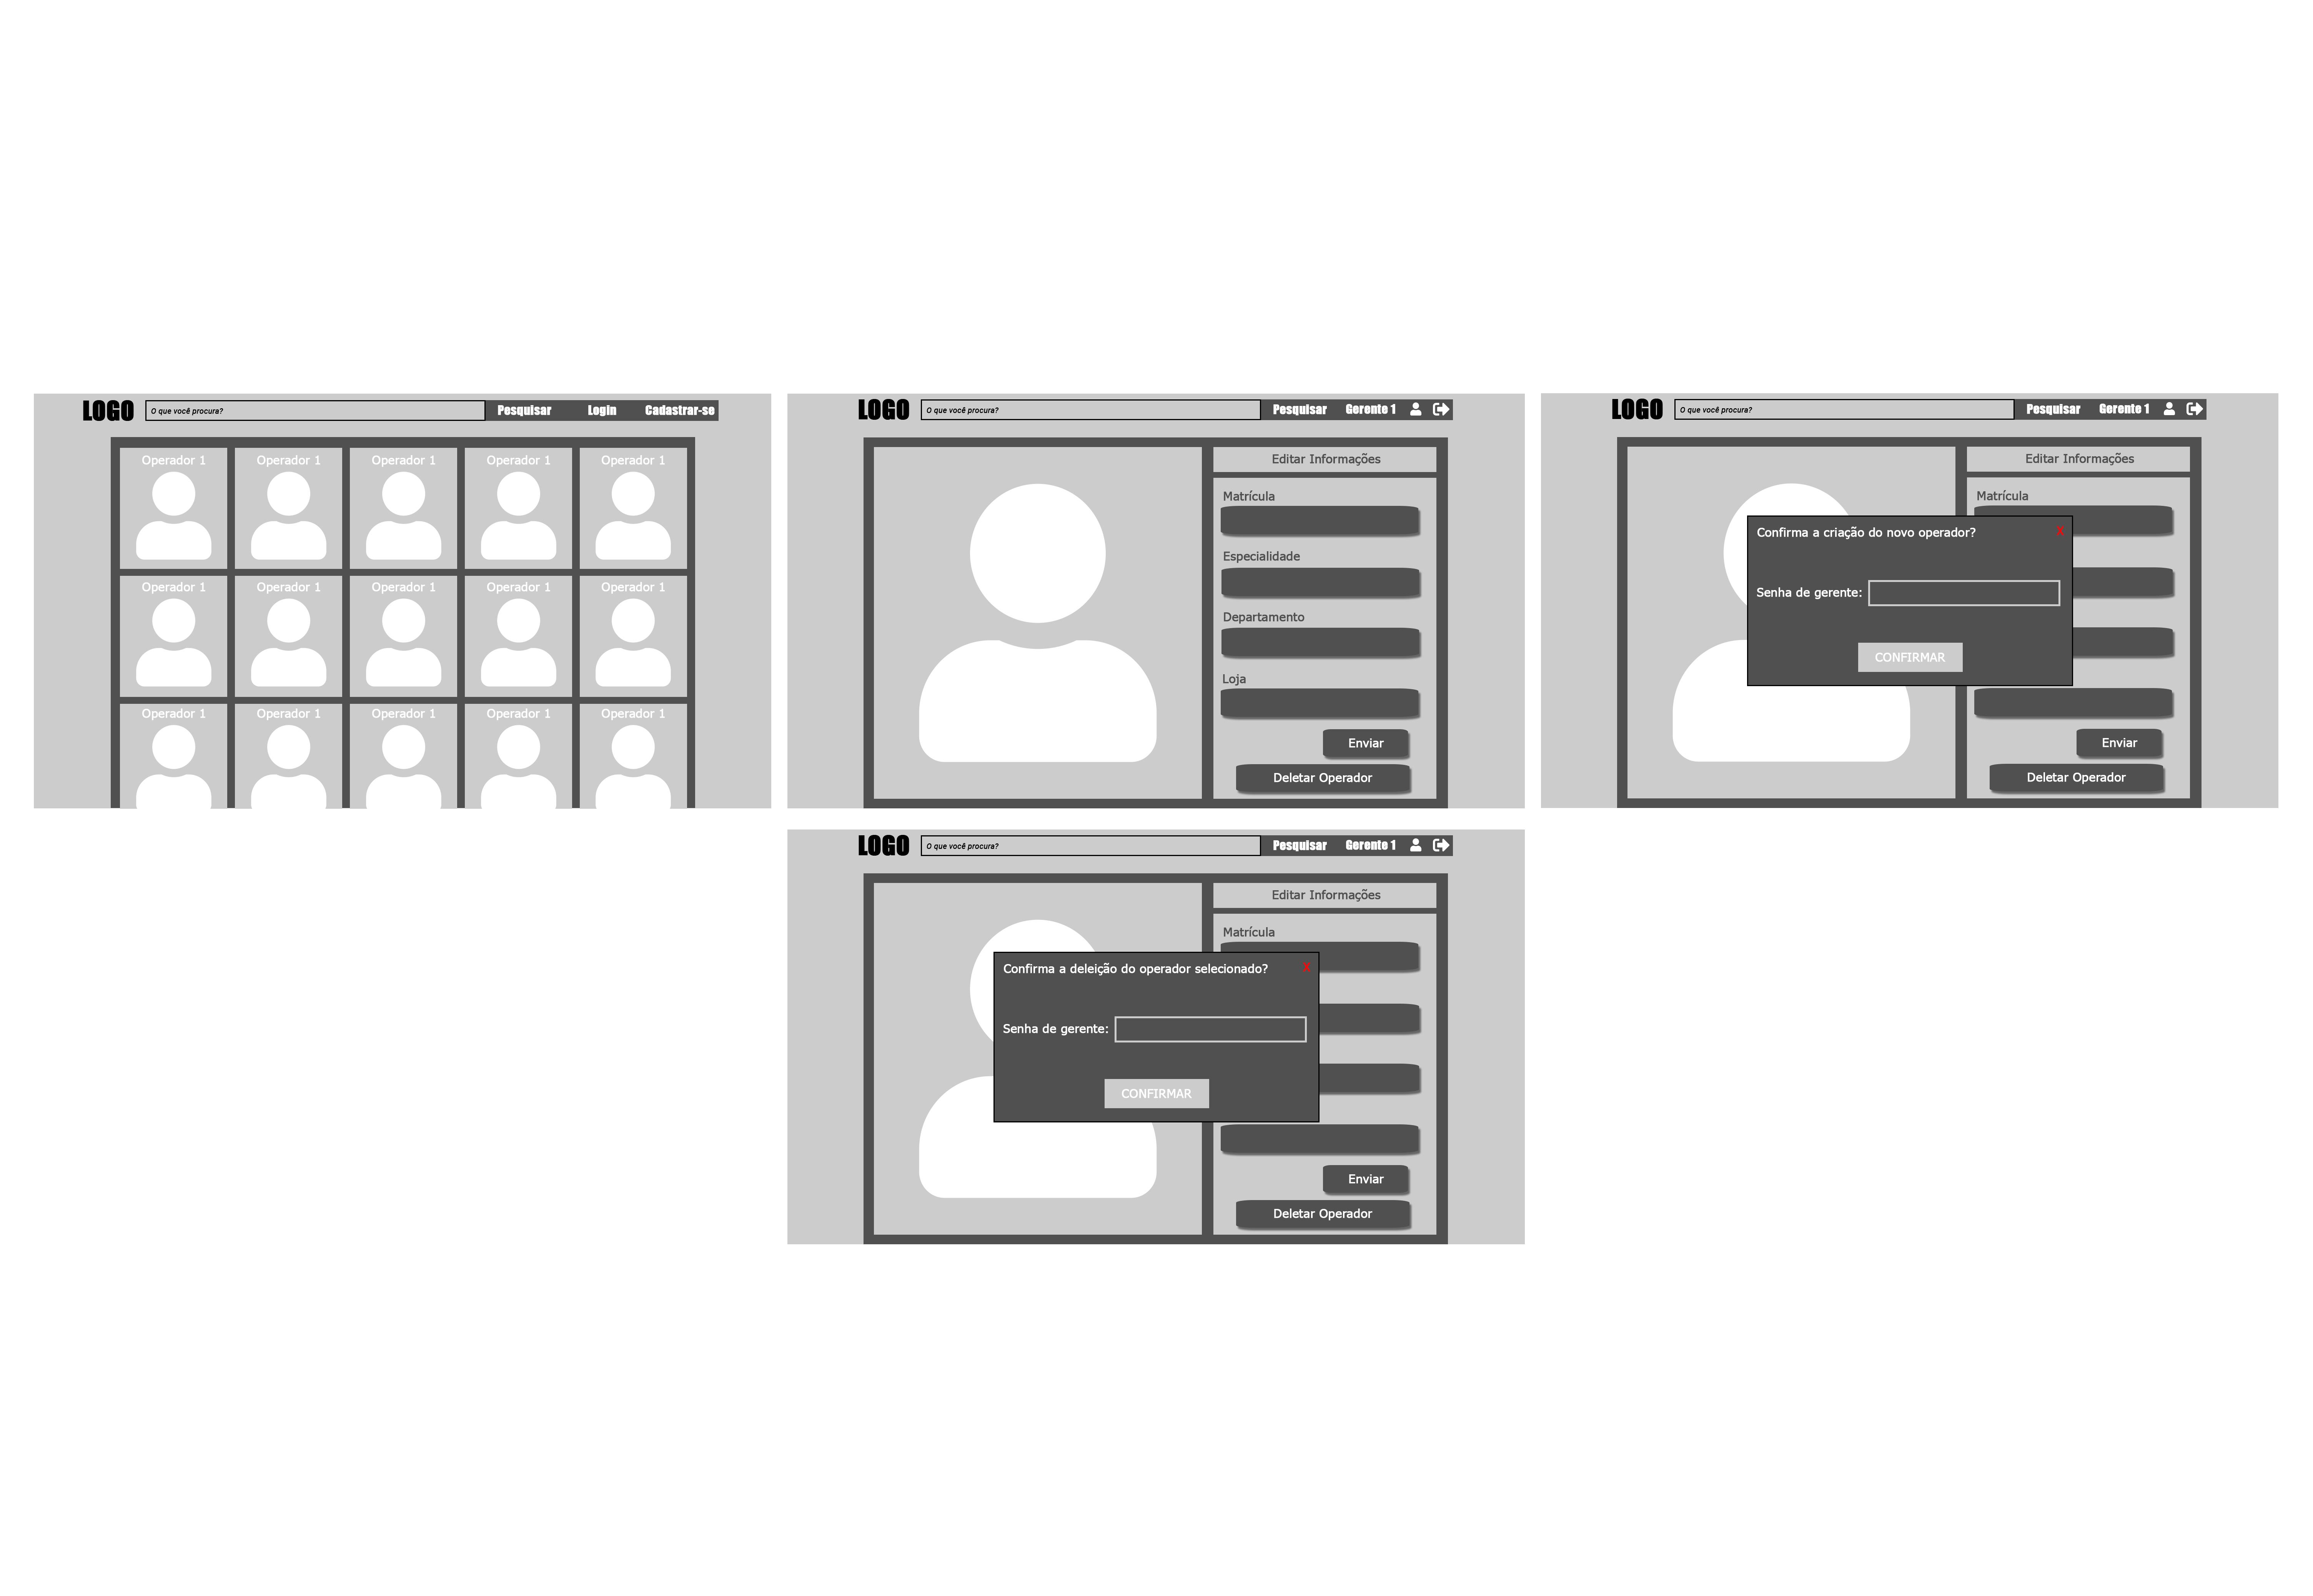 LOGO
O que você procura?
Pesquisar
Login
Cadastrar-se
Operador 1 Operador 1 Operador 1 Operador 1 Operador 1
Operador 1 Operador 1 Operador 1 Operador 1 Operador 1
Operador 1 Operador 1 Operador 1 Operador 1 Operador 1
LOGO
O que você procura?
Pesquisar
Gerente 1
Editar Informações
Matrícula
Especialidade
Departamento
Loja
Enviar
Deletar Operador
LOGO
O que você procura?
Pesquisar
Gerente 1
Editar Informações
Matrícula
Confirma a criação do novo operador?
X
Senha de gerente:
CONFIRMAR
Enviar
Deletar Operador
LOGO
O que você procura?
Pesquisar
Gerente 1
Editar Informações
Matrícula
Confirma a deleição do operador selecionado?
X
Senha de gerente:
CONFIRMAR
Enviar
Deletar Operador